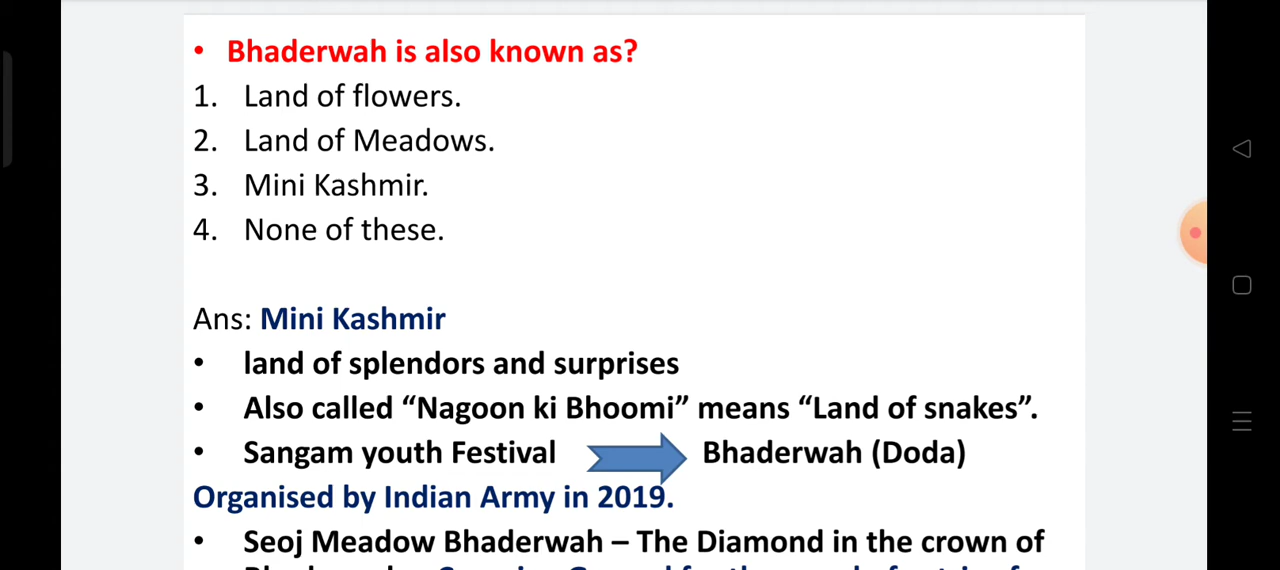 • Bhaderwah is also known as?
1. Land of flowers.
2. Land of Meadows.
3. Mini Kashmir.
4. None of these.
Ans: Mini Kashmir
• land of splendors and surprises
• Also called “Nagoon ki Bhoomi” means “Land of snakes”.
• Sangam youth Festival Bhaderwah (Doda)
Organised by Indian Army in 2019.
• Seoj Meadow Bhaderwah – The Diamond in the crown of